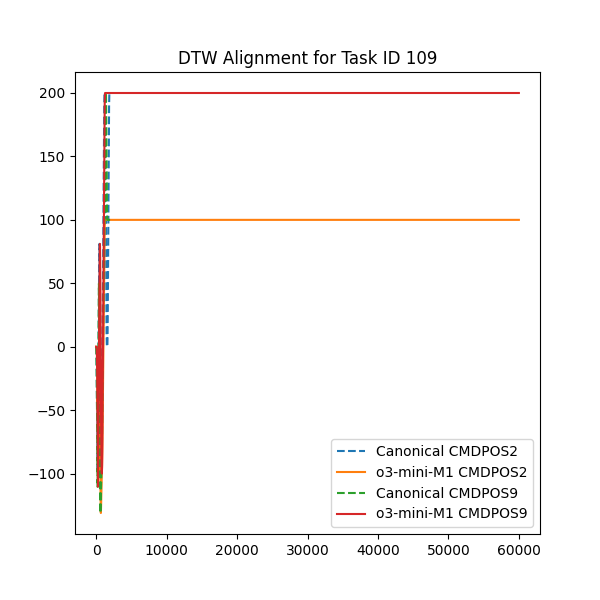 DTW Alignment for Task ID 109
200
150
100
50
0
−50
−100
Canonical CMDPOS2
o3-mini-M1 CMDPOS2
Canonical CMDPOS9
o3-mini-M1 CMDPOS9
0 10000 20000 30000 40000 50000 60000